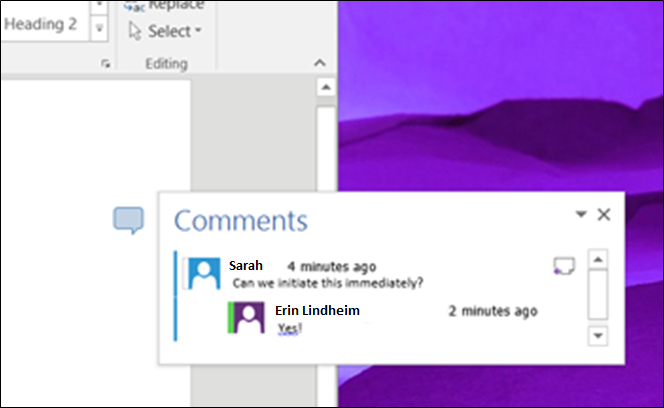 Replace
Heading 2
Select
Editing
Comments
Sarah 4 minutes ago
Can we initiate this immediately?
Erin Lindheim 2 minutes ago
Yes!